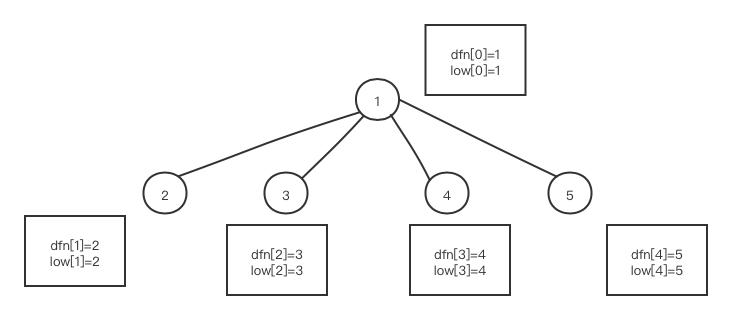 dfn[0]=1
low[0]=1
1
2
3
4
5
dfn[1]=2
low[1]=2
dfn[2]=3
low[2]=3
dfn[3]=4
low[3]=4
dfn[4]=5
low[4]=5